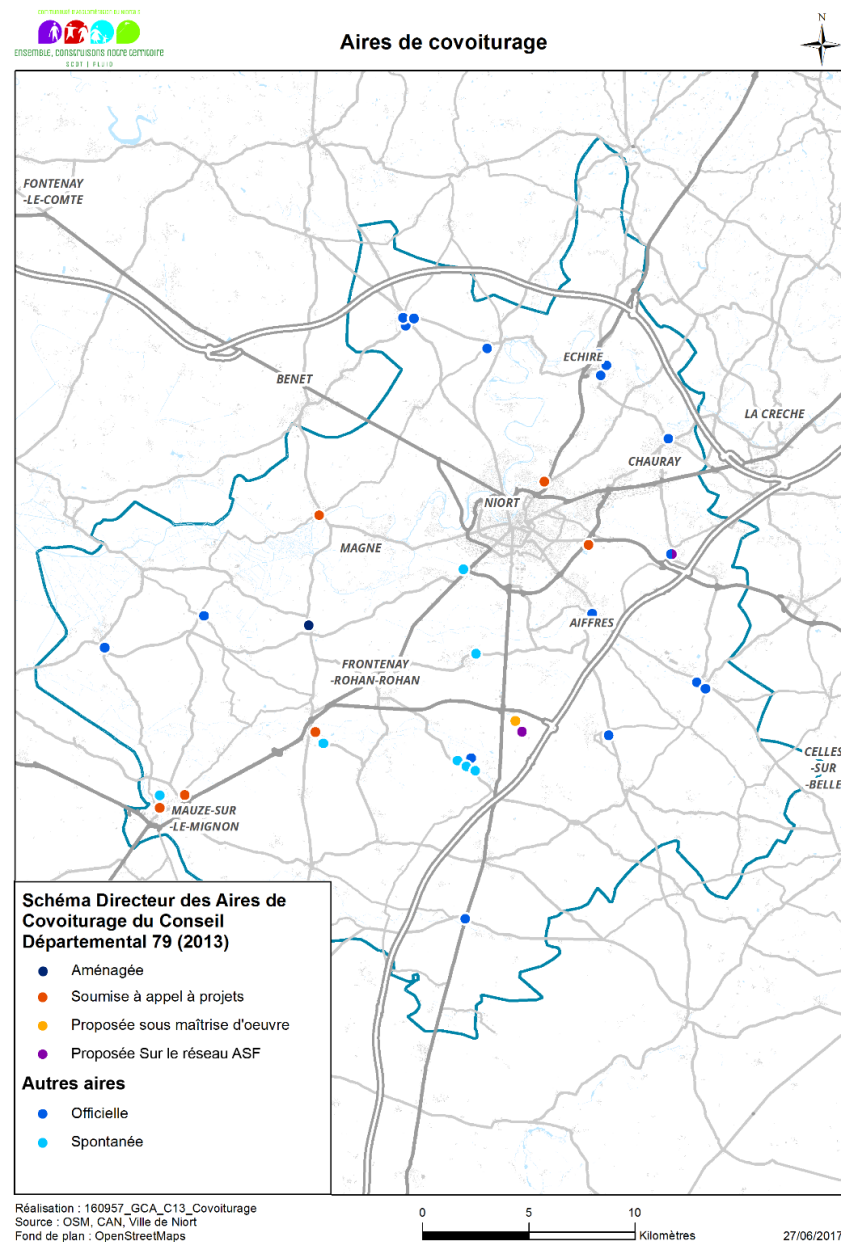 COMMUNAUTÉ D'AGGLOMÉRATION DU NIORTAIS
ENSEMBLE, CONSTRUISONS NOTRE TERRITOIRE
SCOT | PLUID
Aires de covoiturage
N
FONTENAY
-LE-COMTE
ECHIRE
BENET
LA CRECHE
CHAURAY
NIORT
MAGNE
AIFFRES
FRONTENAY
-ROHAN-ROHAN
CELLES
-SUR
-BELLE
MAUZE-SUR
-LE-MIGNON
Schéma Directeur des Aires de
Covoiturage du Conseil
Départemental 79 (2013)
Aménagée
Soumise à appel à projets
Proposée sous maîtrise d'oeuvre
Proposée Sur le réseau ASF
Autres aires
Officielle
Spontanée
Réalisation : 160957_GCA_C13_Covoiturage
Source : OSM, CAN, Ville de Niort
Fond de plan : OpenStreetMaps
0 5 10
Kilomètres
27/06/2017